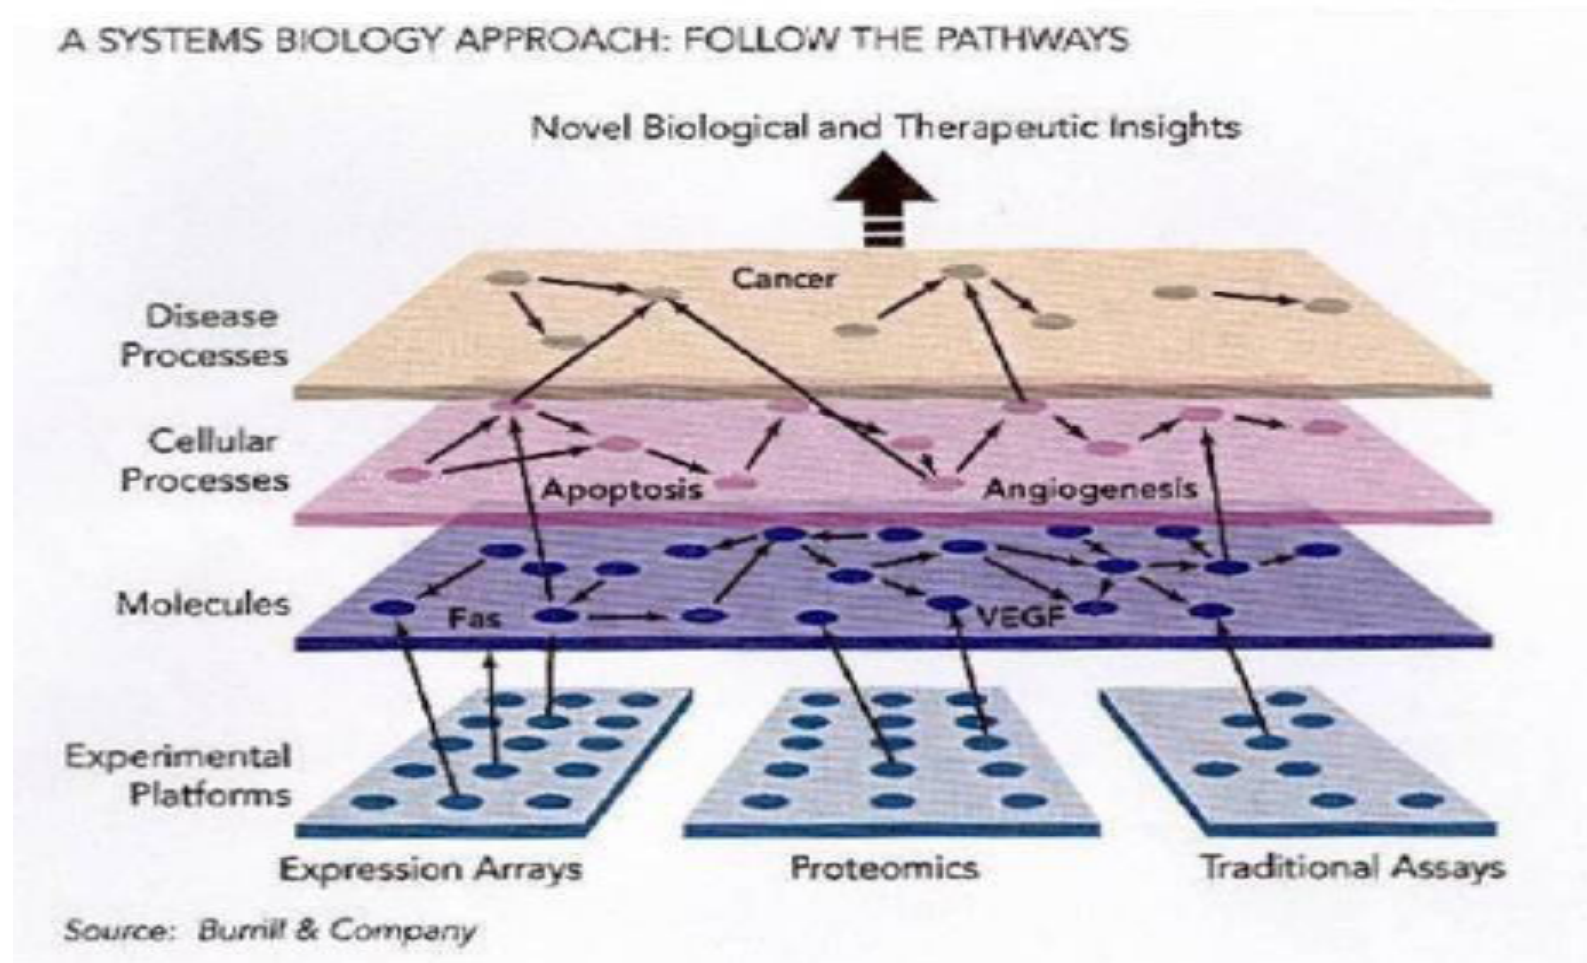 A SYSTEMS BIOLOGY APPROACH: FOLLOW THE PATHWAYS
Novel Biological and Therapeutic Insights
Cancer
Disease
Processes
Cellular
Processes
Apoptosis
Angiogenesis
Molecules
Fas
VEGF
Experimental
Platforms
Expression Arrays
Proteomics
Traditional Assays
Source: Burrill & Company